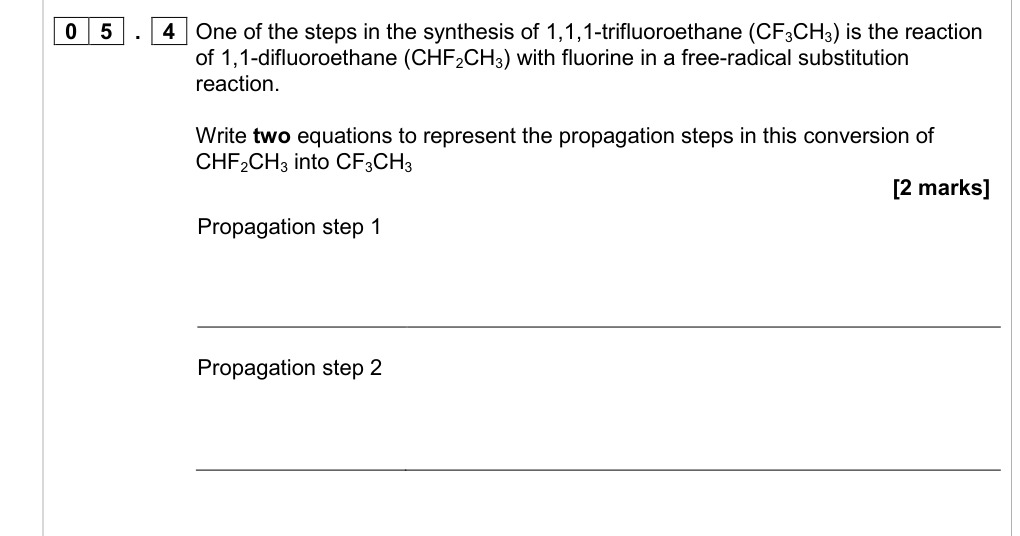 0 5 . 4 One of the steps in the synthesis of 1,1,1-trifluoroethane (CF₃CH₃) is the reaction
of 1,1-difluoroethane (CHF₂CH₃) with fluorine in a free-radical substitution
reaction.
Write two equations to represent the propagation steps in this conversion of
CHF₂CH₃ into CF₃CH₃
[2 marks]
Propagation step 1
Propagation step 2